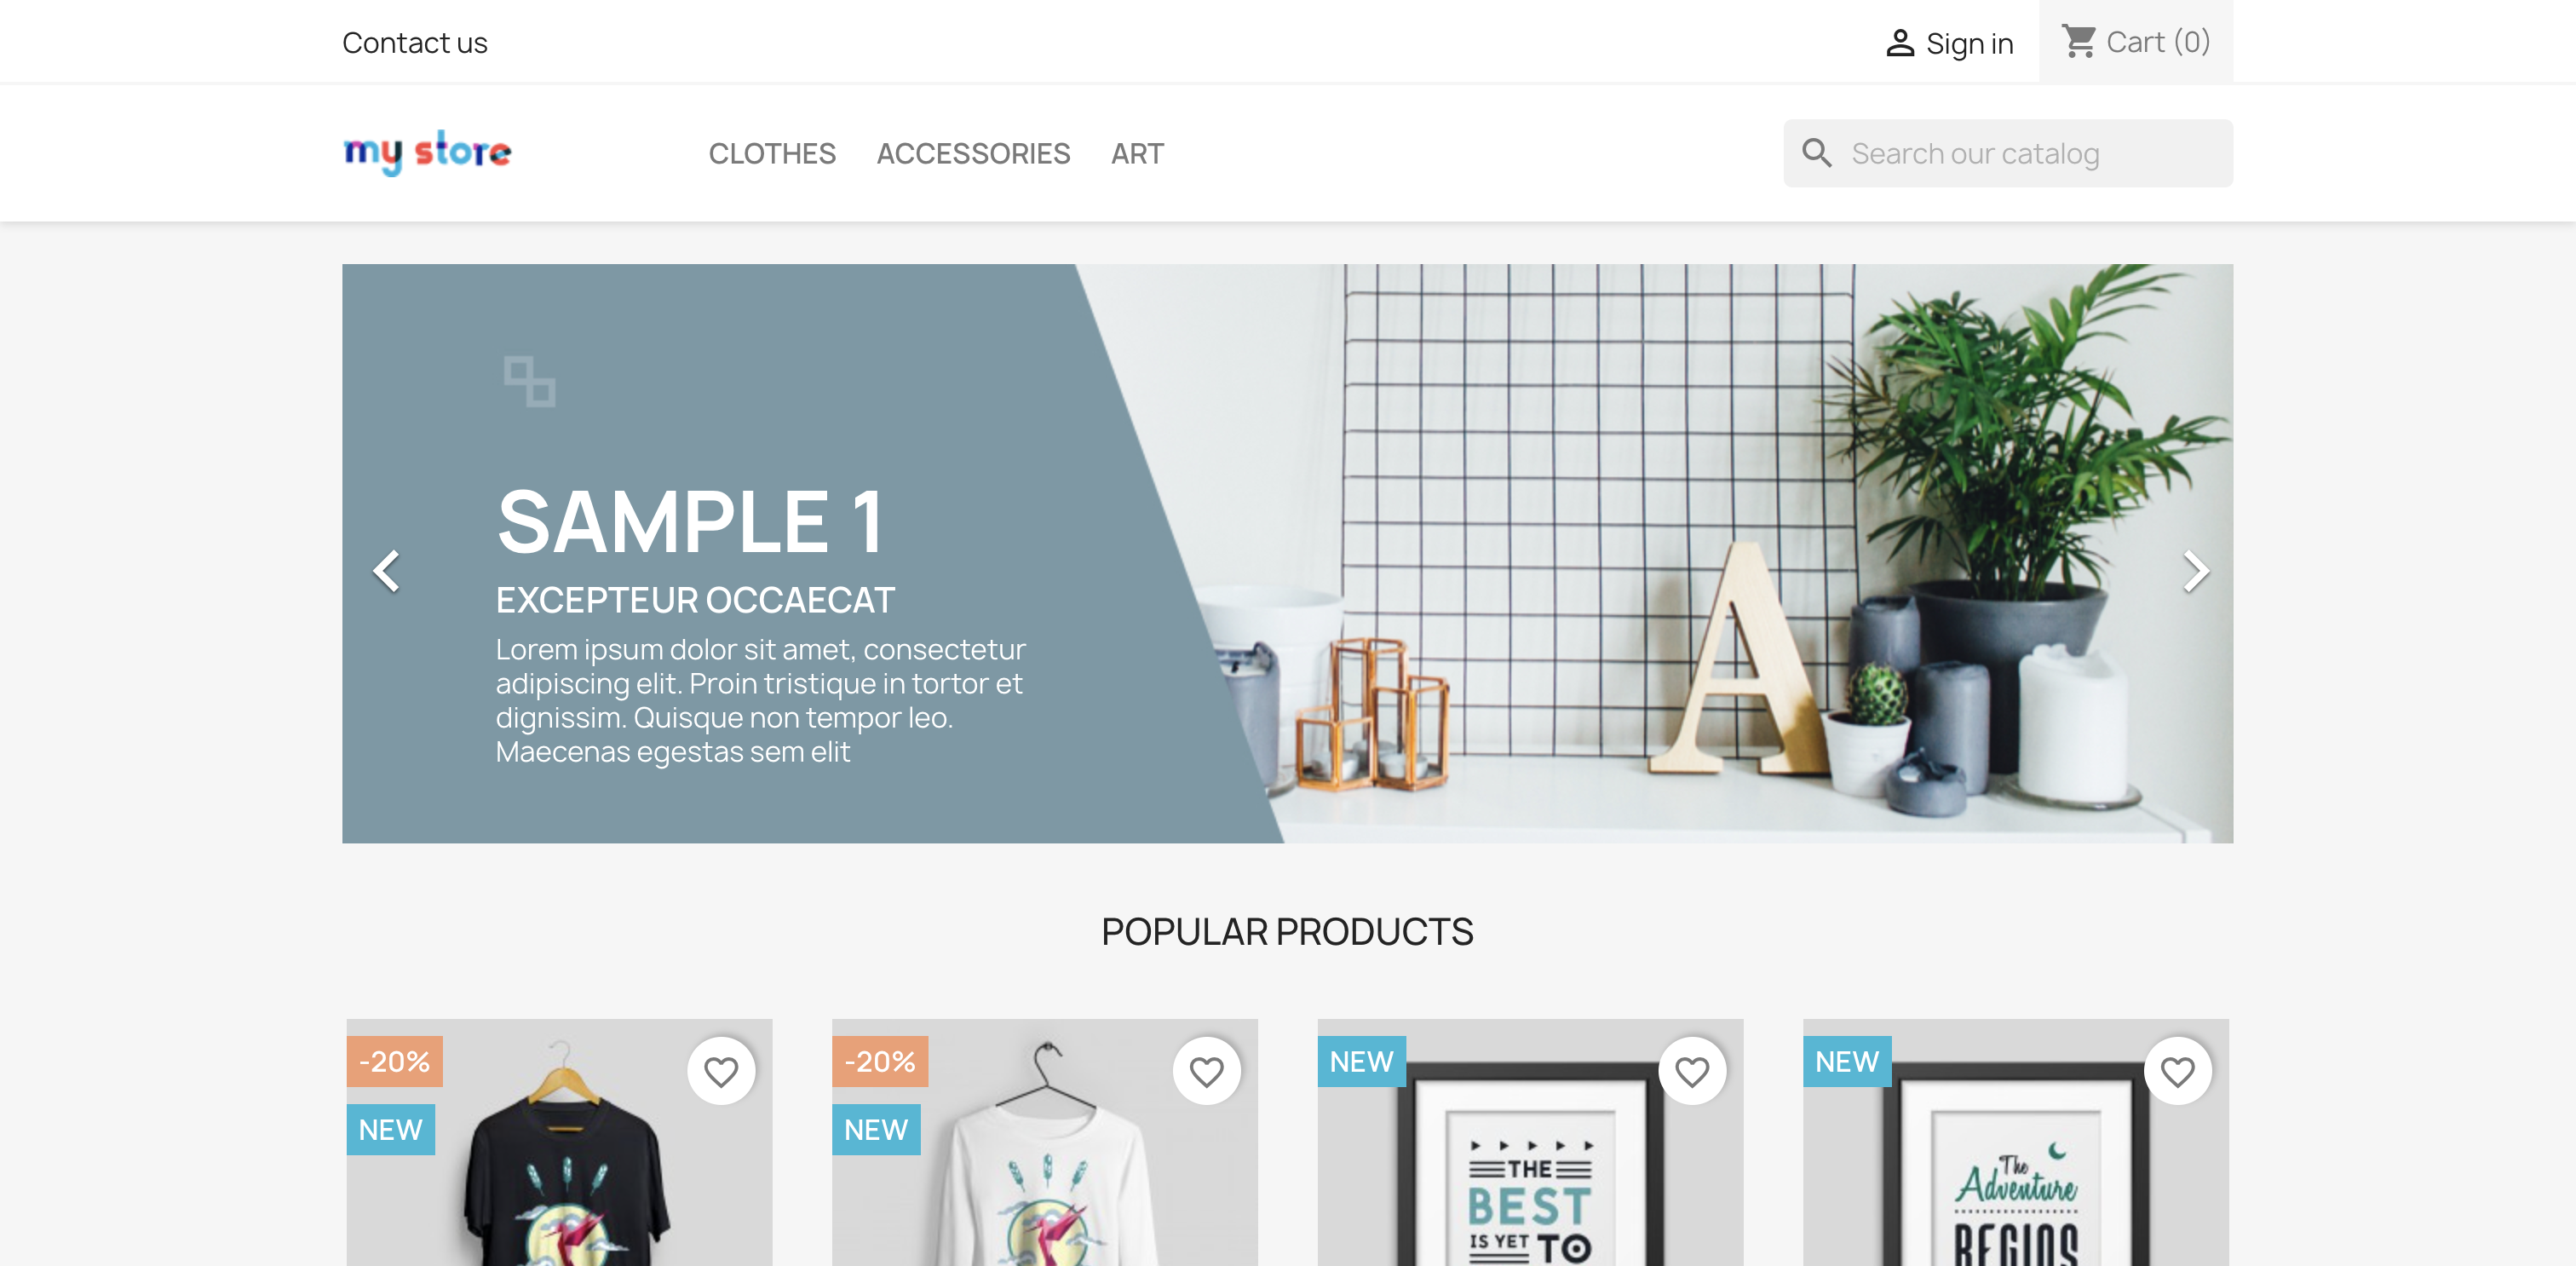 Contact us
Sign in
Cart (0)
my store
CLOTHES
ACCESSORIES
ART
Search our catalog
SAMPLE 1
EXCEPTEUR OCCAECAT
Lorem ipsum dolor sit amet, consectetur
adipiscing elit. Proin tristique in tortor et
dignissim. Quisque non tempor leo.
Maecenas egestas sem elit
A
POPULAR PRODUCTS
-20%
NEW
-20%
NEW
NEW
THE
BEST
IS YET TO
NEW
The
Adventure
BEGINS